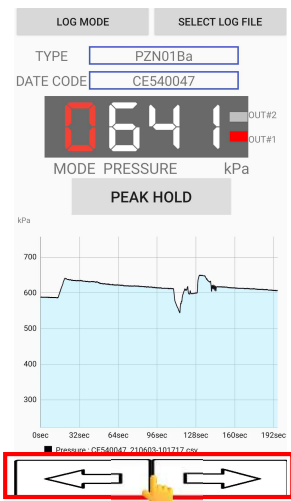 LOG MODE SELECT LOG FILE
TYPE PZN01Ba
DATE CODE CE540047
0641
OUT#2
OUT#1
MODE PRESSURE kPa
PEAK HOLD
kPa
700
600
500
400
300
0sec 32sec 64sec 96sec 128sec 160sec 192sec
Pressure : CE540047_210603-101717.csv